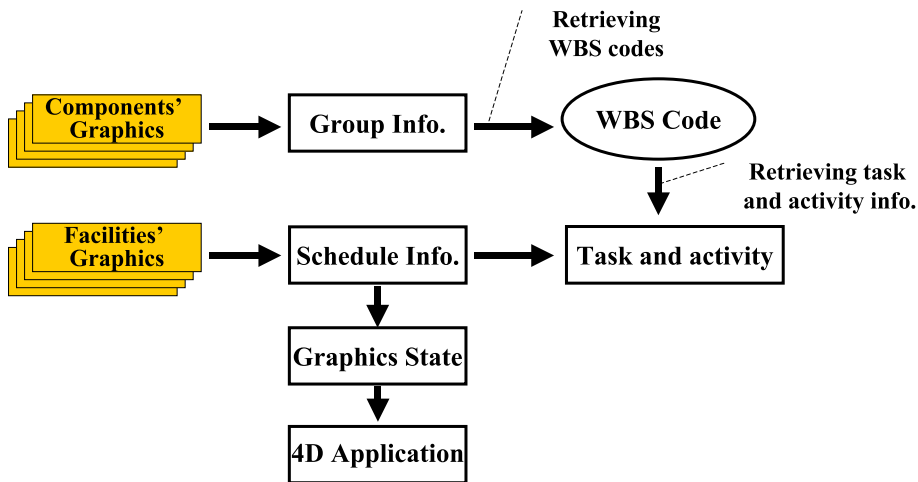 Retrieving
WBS codes
Components’
Graphics
Group Info.
WBS Code
Retrieving task
and activity info.
Facilities’
Graphics
Schedule Info.
Task and activity
Graphics State
4D Application